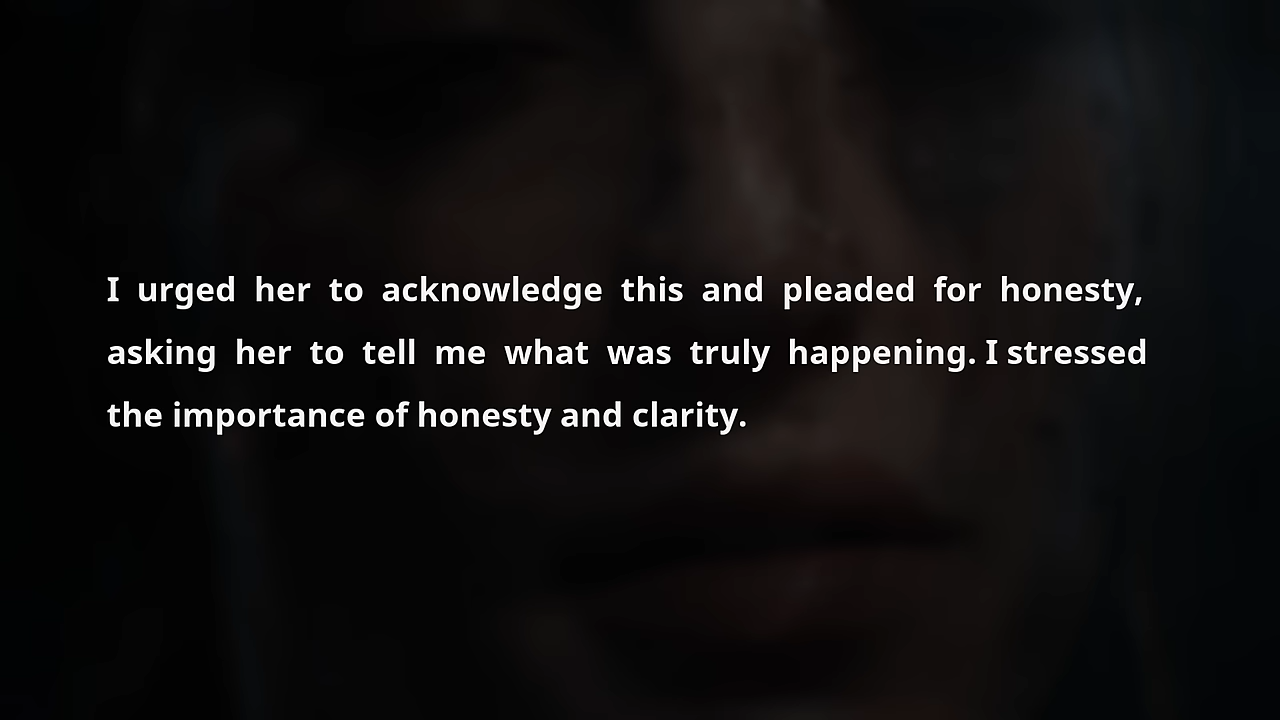 I urged her to acknowledge this and pleaded for honesty,
asking her to tell me what was truly happening. I stressed
the importance of honesty and clarity.